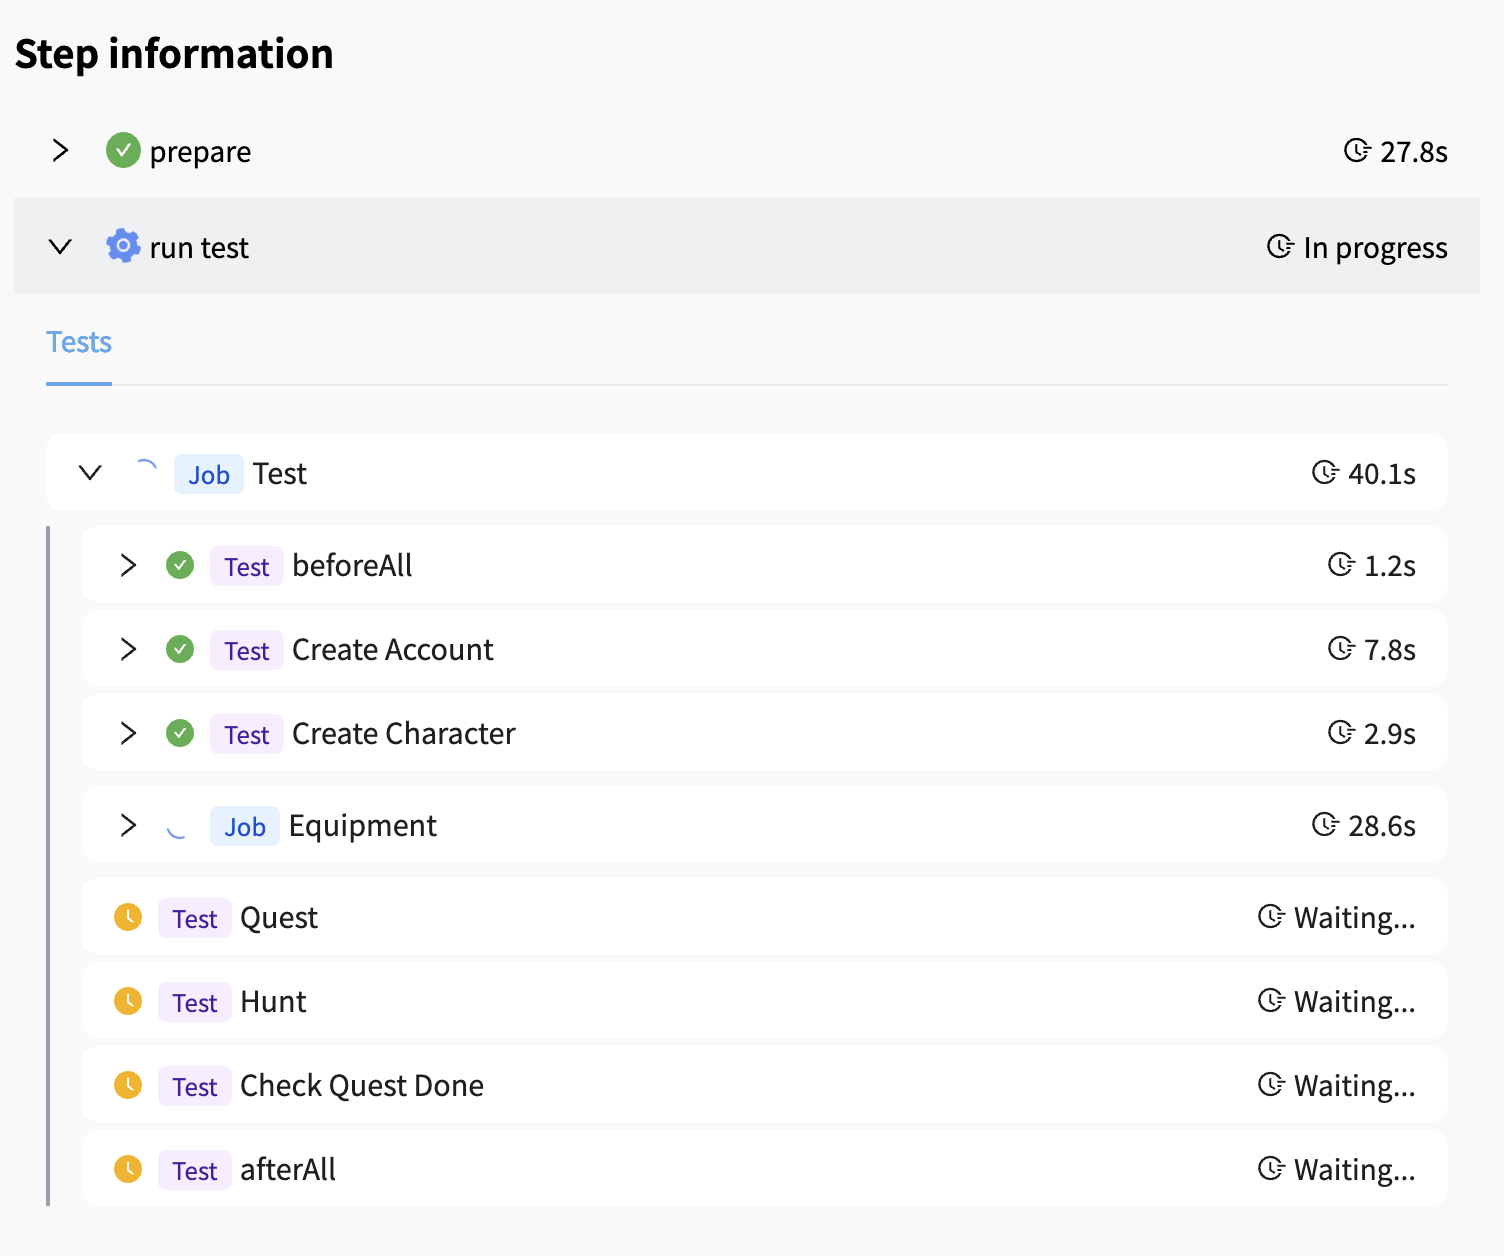 Step information
prepare 27.8s
run test In progress
Tests
Job Test 40.1s
Test beforeAll 1.2s
Test Create Account 7.8s
Test Create Character 2.9s
Job Equipment 28.6s
Test Quest Waiting...
Test Hunt Waiting...
Test Check Quest Done Waiting...
Test afterAll Waiting...